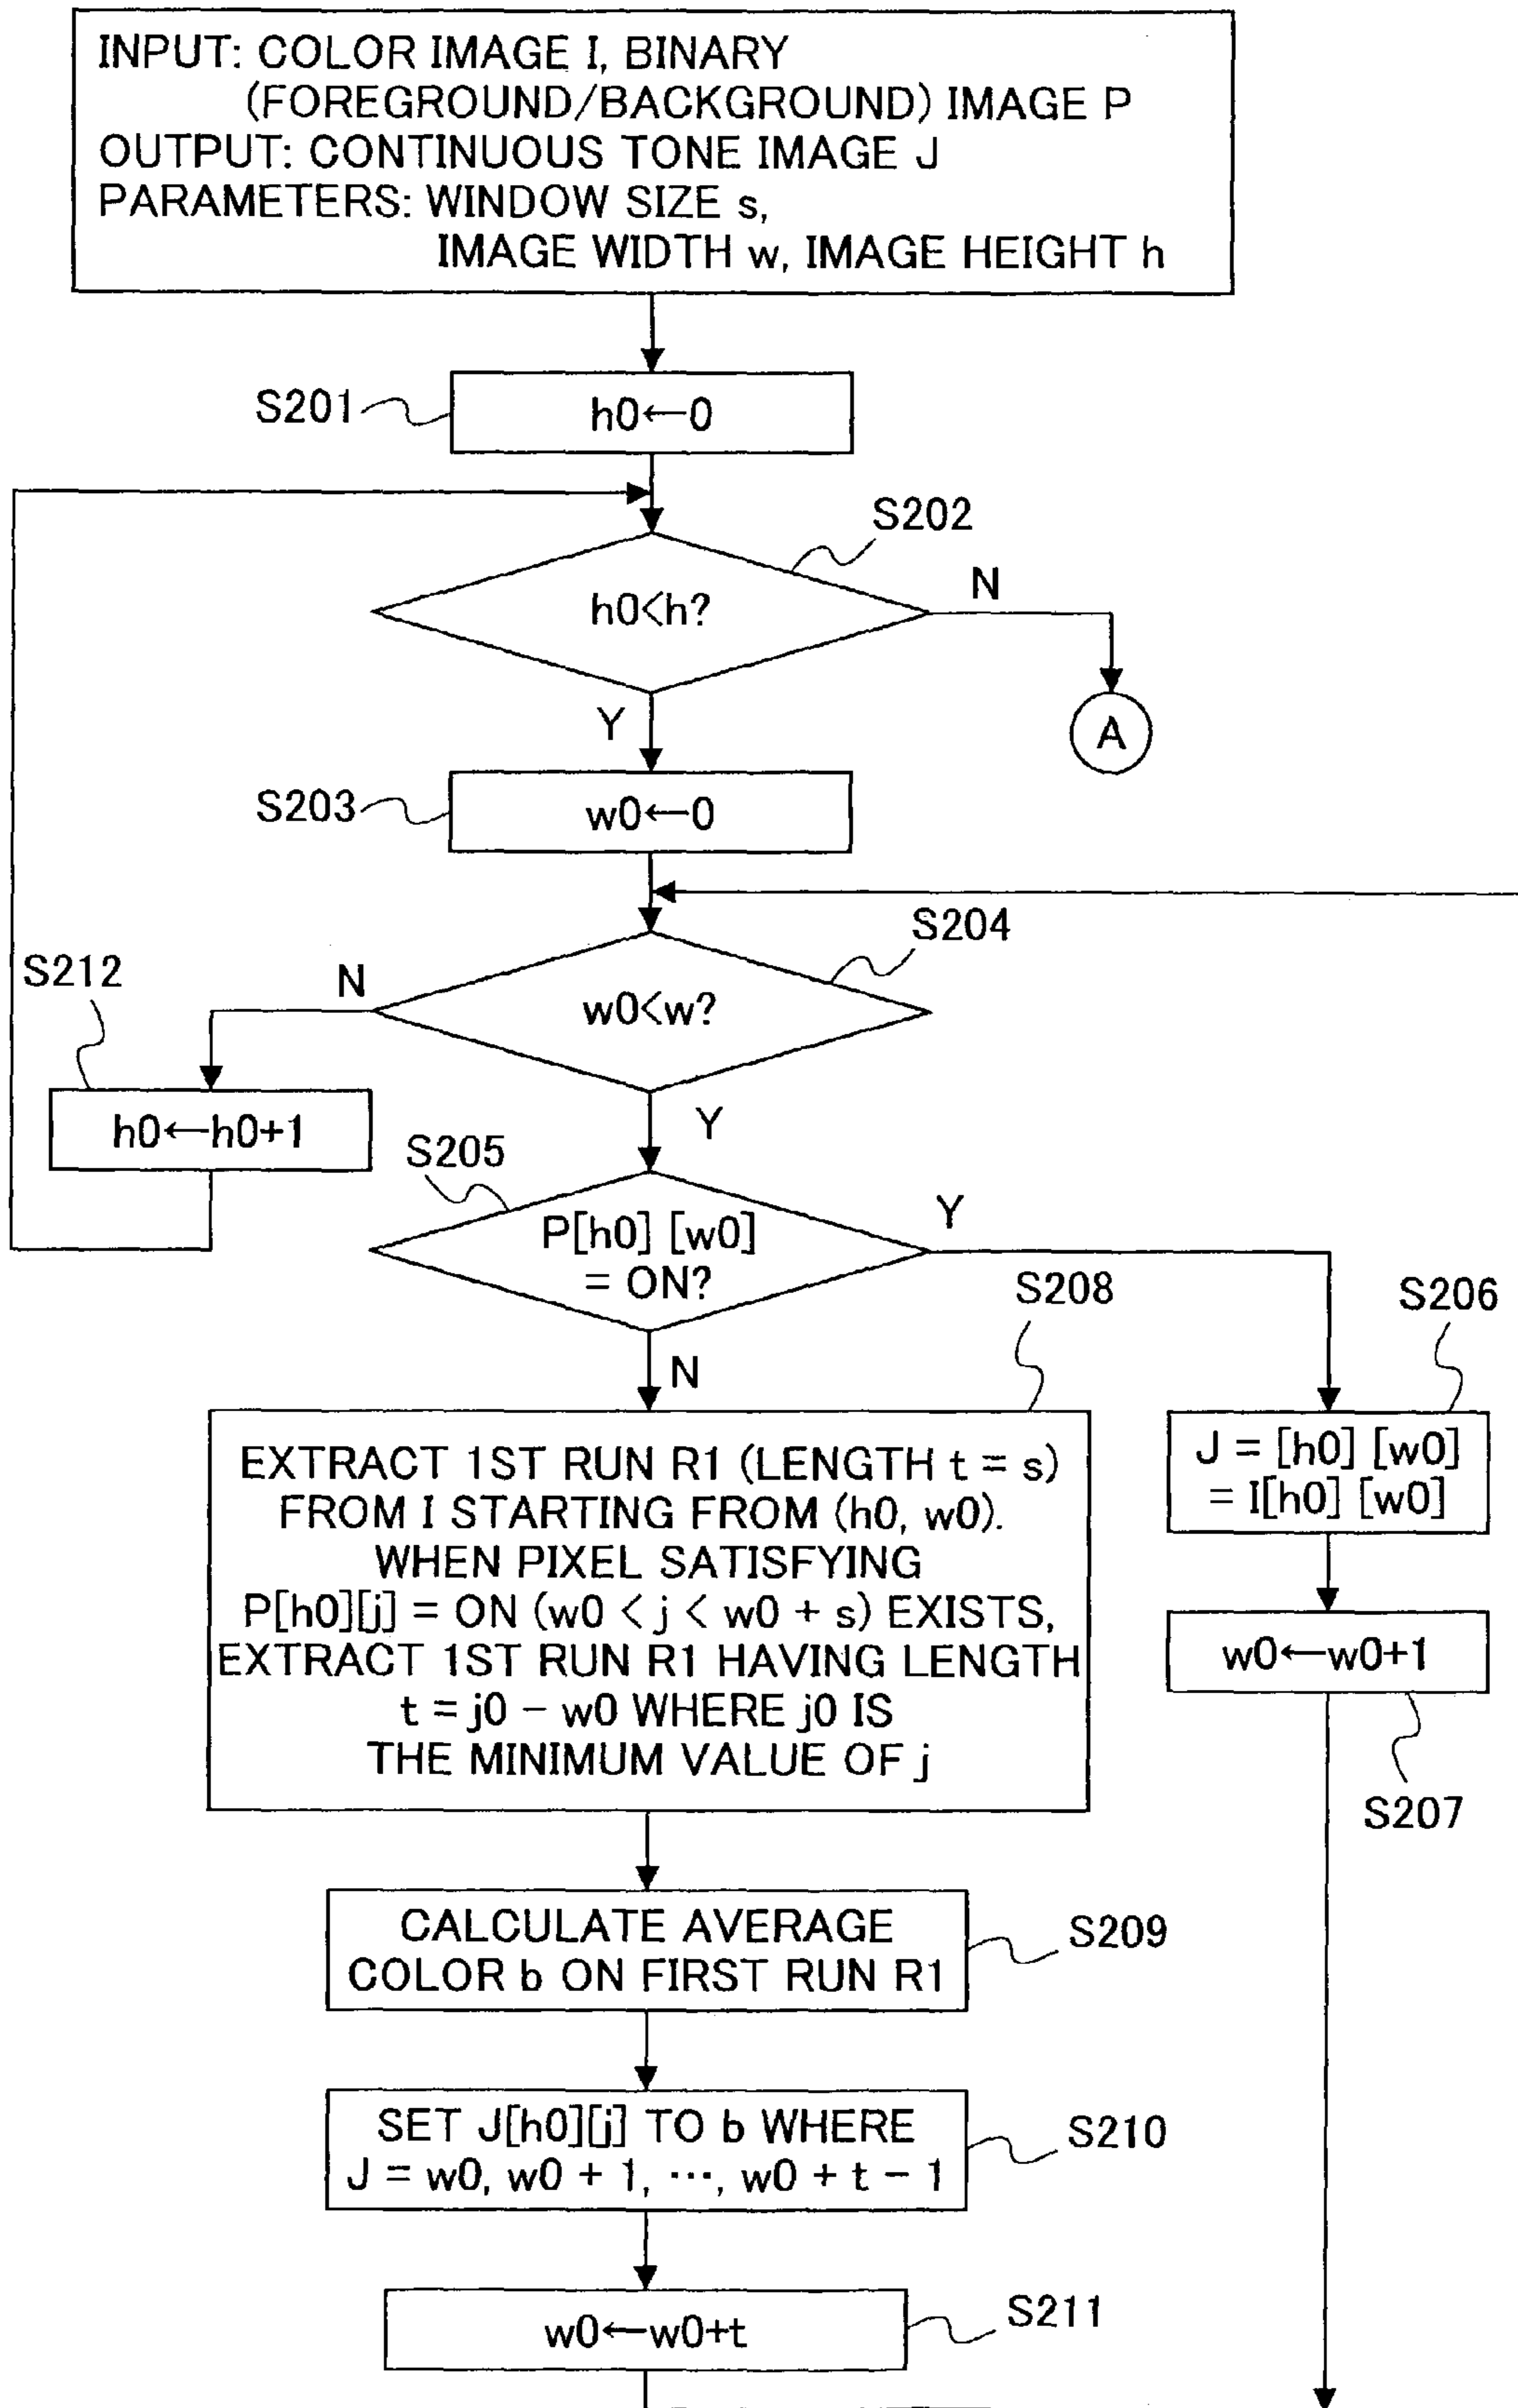 INPUT: COLOR IMAGE I, BINARY
(FOREGROUND/BACKGROUND) IMAGE P
OUTPUT: CONTINUOUS TONE IMAGE J
PARAMETERS: WINDOW SIZE s,
IMAGE WIDTH w, IMAGE HEIGHT h
S201
h0←0
S202
h0<h?
N
A
Y
S203
w0←0
S204
w0<w?
N
S212
h0←h0+1
Y
S205
P[h0] [w0]
= ON?
Y
N
S208
EXTRACT 1ST RUN R1 (LENGTH t = s)
FROM I STARTING FROM (h0, w0).
WHEN PIXEL SATISFYING
P[h0][j] = ON (w0 < j < w0 + s) EXISTS,
EXTRACT 1ST RUN R1 HAVING LENGTH
t = j0 – w0 WHERE j0 IS
THE MINIMUM VALUE OF j
S206
J = [h0] [w0]
= I[h0] [w0]
w0←w0+1
S207
CALCULATE AVERAGE
COLOR b ON FIRST RUN R1
S209
SET J[h0][j] TO b WHERE
J = w0, w0 + 1, ···, w0 + t – 1
S210
w0←w0+t
S211